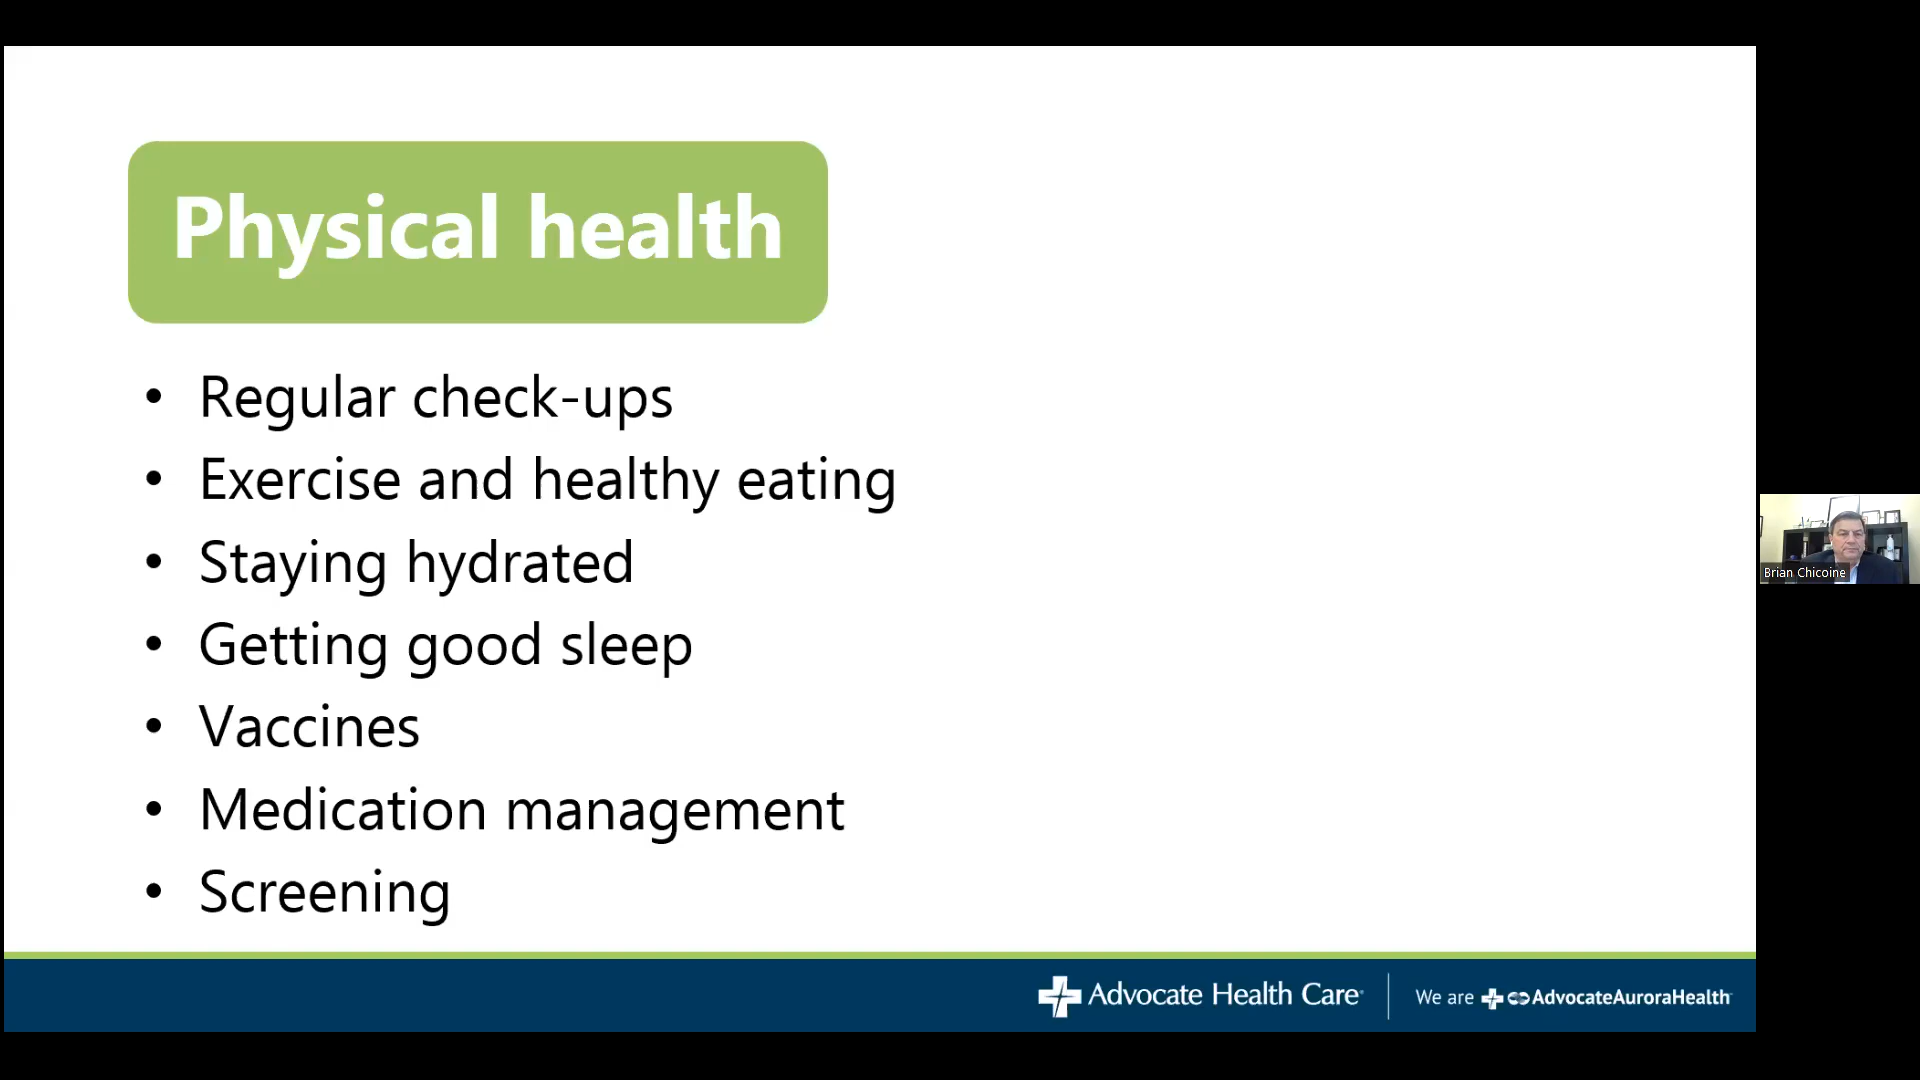 Physical health
• Regular check-ups
• Exercise and healthy eating
• Staying hydrated
• Getting good sleep
• Vaccines
• Medication management
• Screening
Brian Chicoine
Advocate Health Care
We are AdvocateAuroraHealth